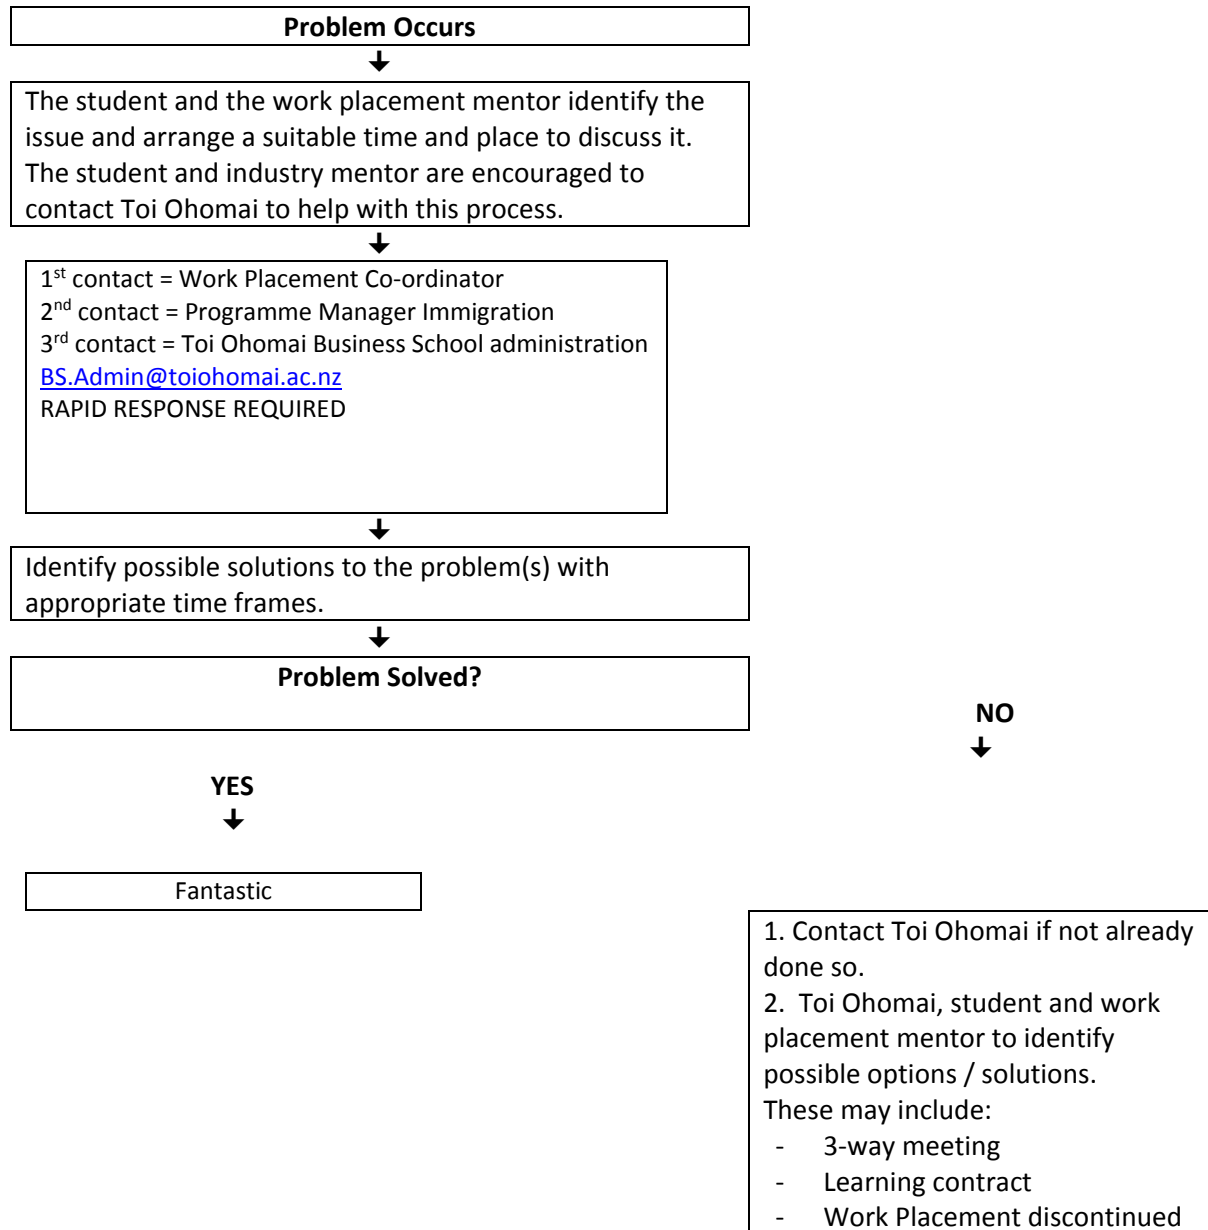 Problem Occurs
The student and the work placement mentor identify the
issue and arrange a suitable time and place to discuss it.
The student and industry mentor are encouraged to
contact Toi Ohomai to help with this process.
1st contact = Work Placement Co-ordinator
2nd contact = Programme Manager Immigration
3rd contact = Toi Ohomai Business School administration
BS.Admin@toiohomai.ac.nz
RAPID RESPONSE REQUIRED
Identify possible solutions to the problem(s) with
appropriate time frames.
Problem Solved?
NO
YES
Fantastic
1. Contact Toi Ohomai if not already
done so.
2. Toi Ohomai, student and work
placement mentor to identify
possible options / solutions.
These may include:
- 3-way meeting
- Learning contract
- Work Placement discontinued